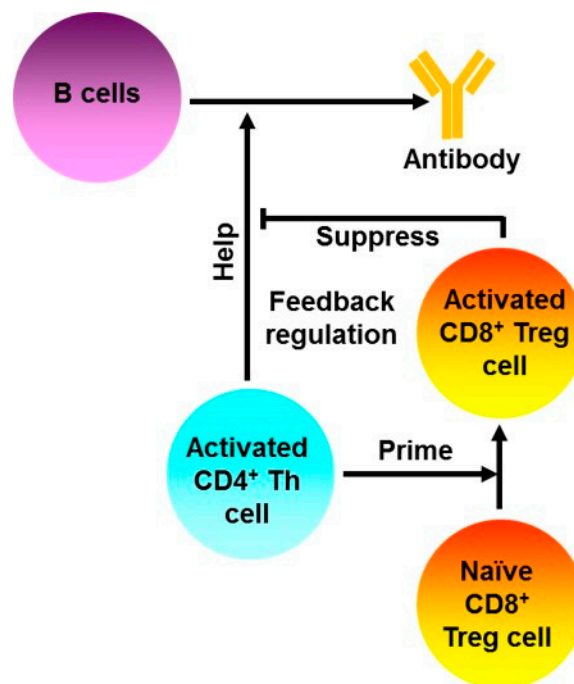 B cells
Antibody
Help
Suppress
Feedback
regulation
Activated
CD8⁺ Treg
cell
Activated
CD4⁺ Th
cell
Prime
Naïve
CD8⁺
Treg cell